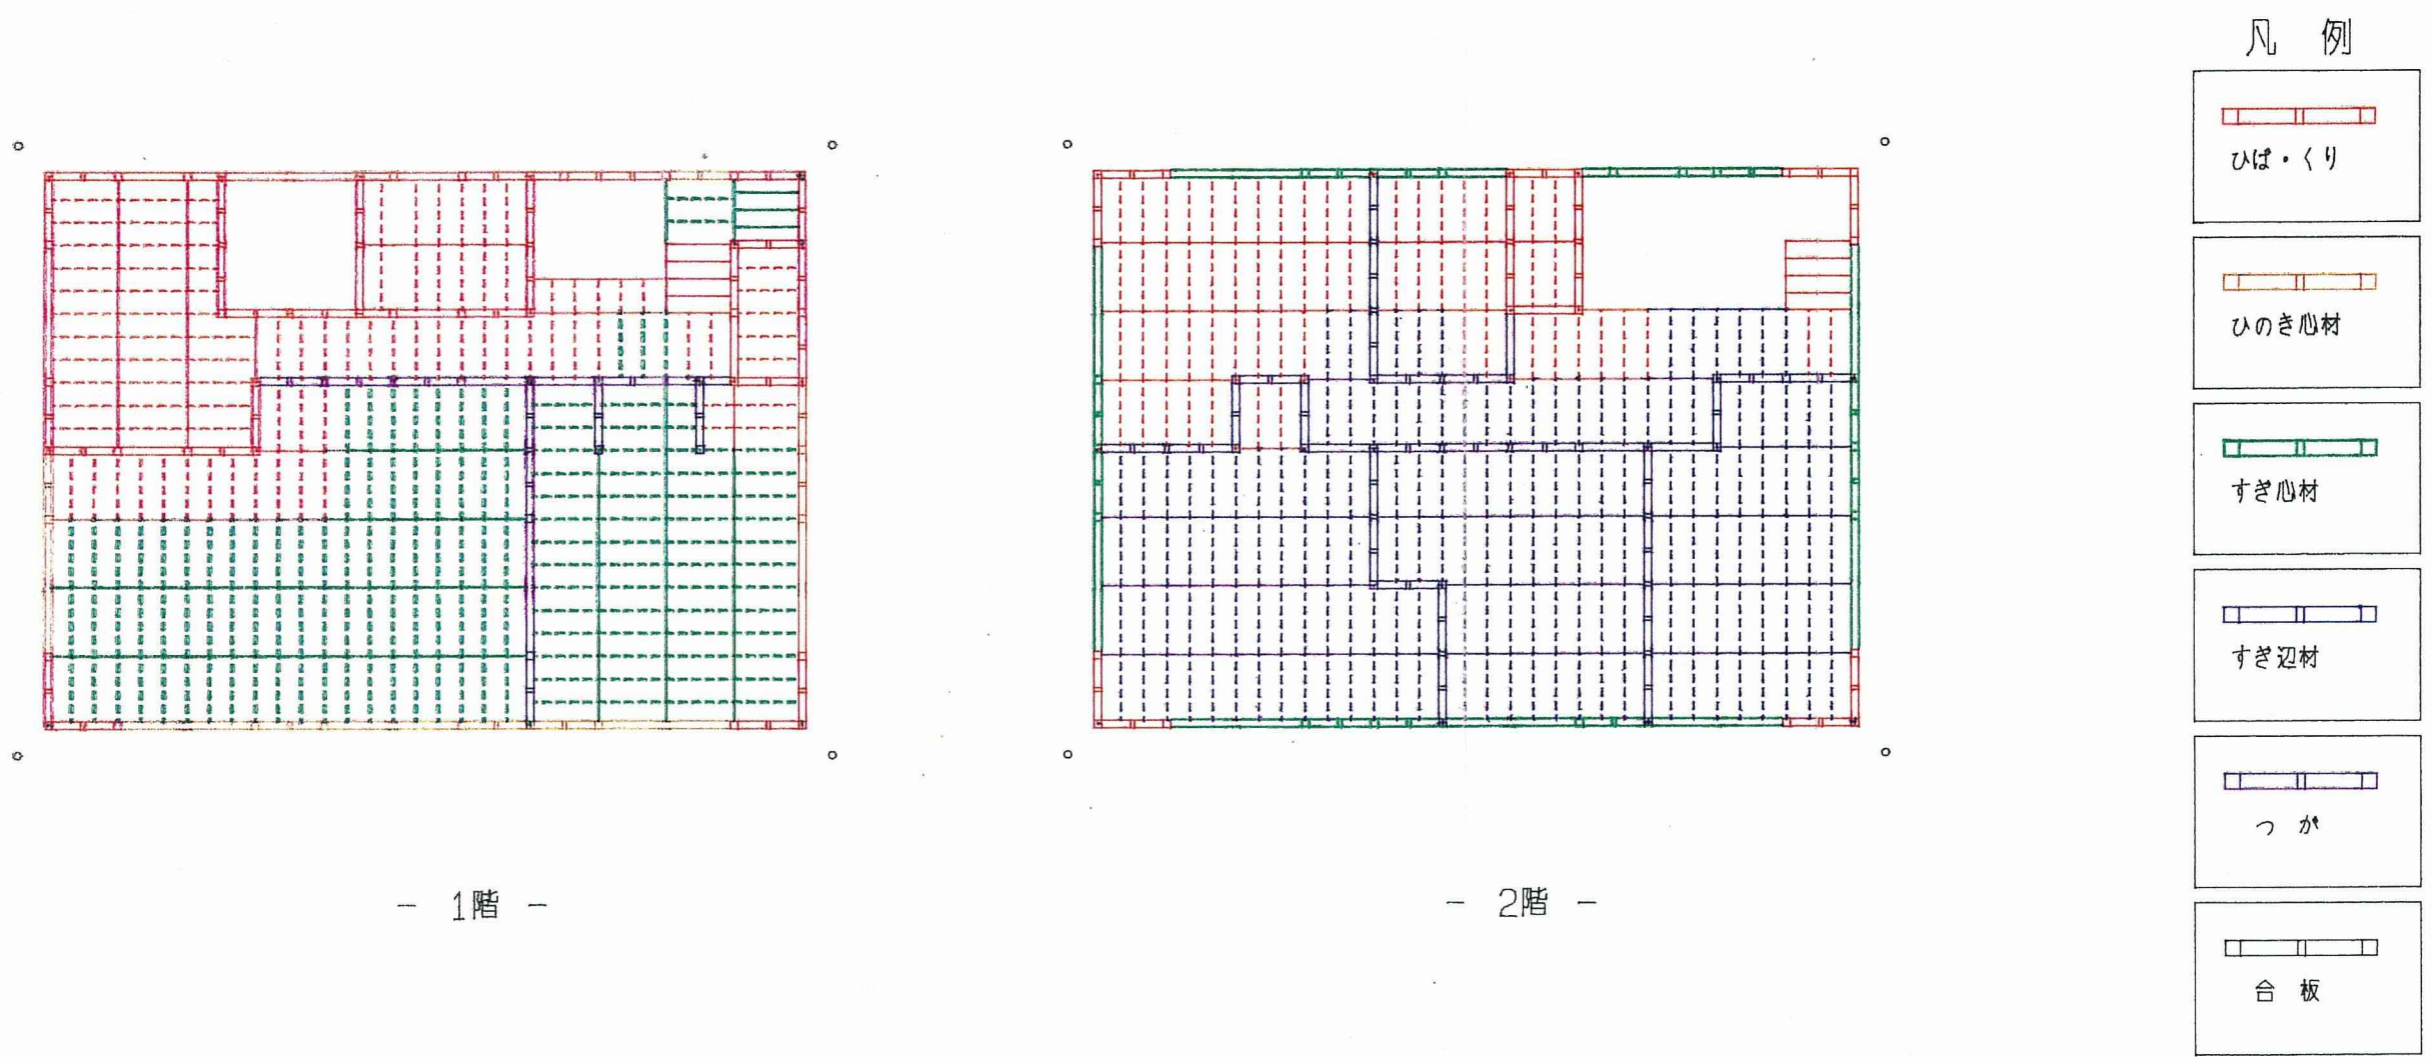 凡 例
ひば・くり
ひのき心材
すぎ心材
すぎ辺材
つ が
合 板
- 1階 -
- 2階 -